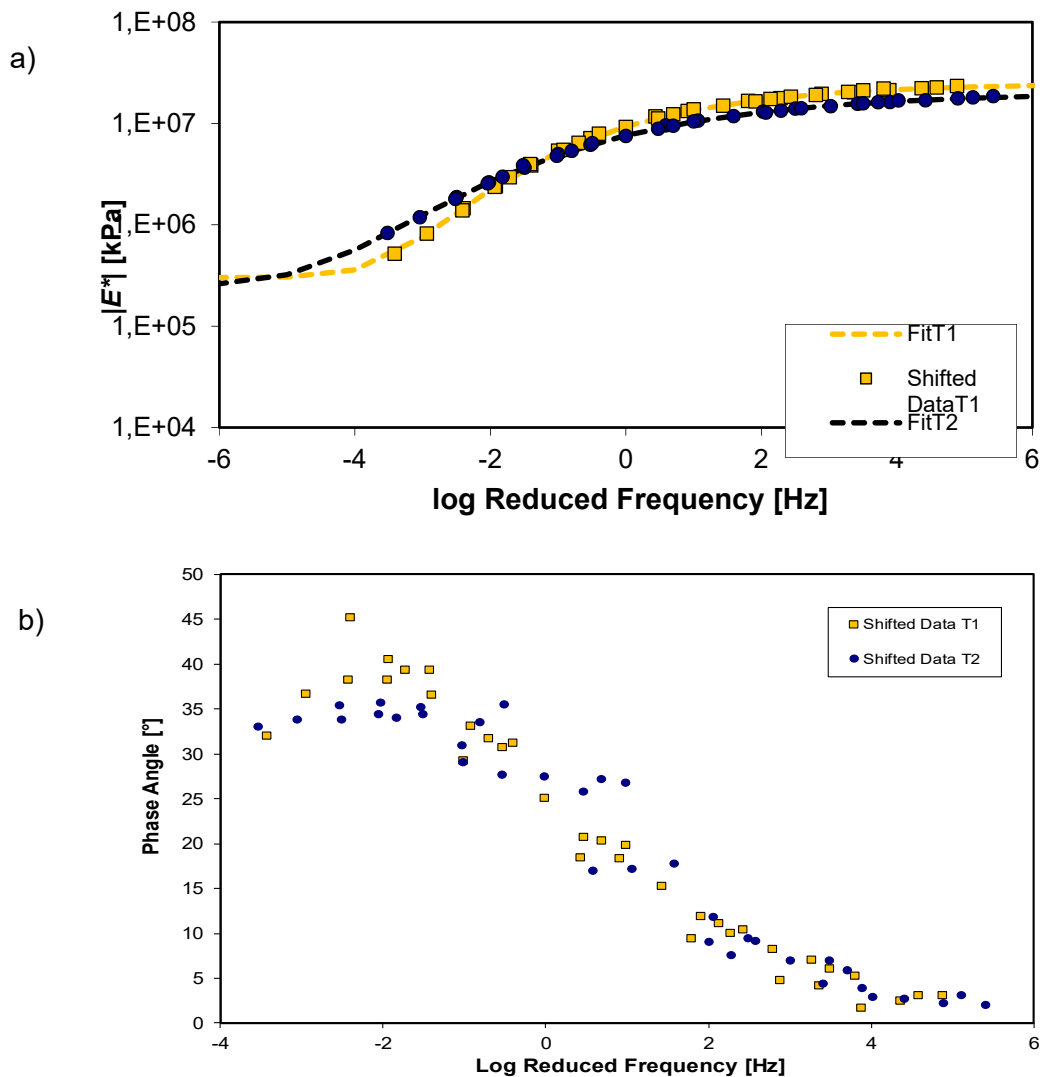 a)
1,E+08
1,E+07
1,E+06
1,E+05
1,E+04
|E*| [kPa]
-6 -4 -2 0 2 4 6
log Reduced Frequency [Hz]
FitT1
Shifted
DataT1
FitT2
b)
50
45
40
35
30
25
20
15
10
5
0
Phase Angle [°]
-4 -2 0 2 4 6
Log Reduced Frequency [Hz]
Shifted Data T1
Shifted Data T2